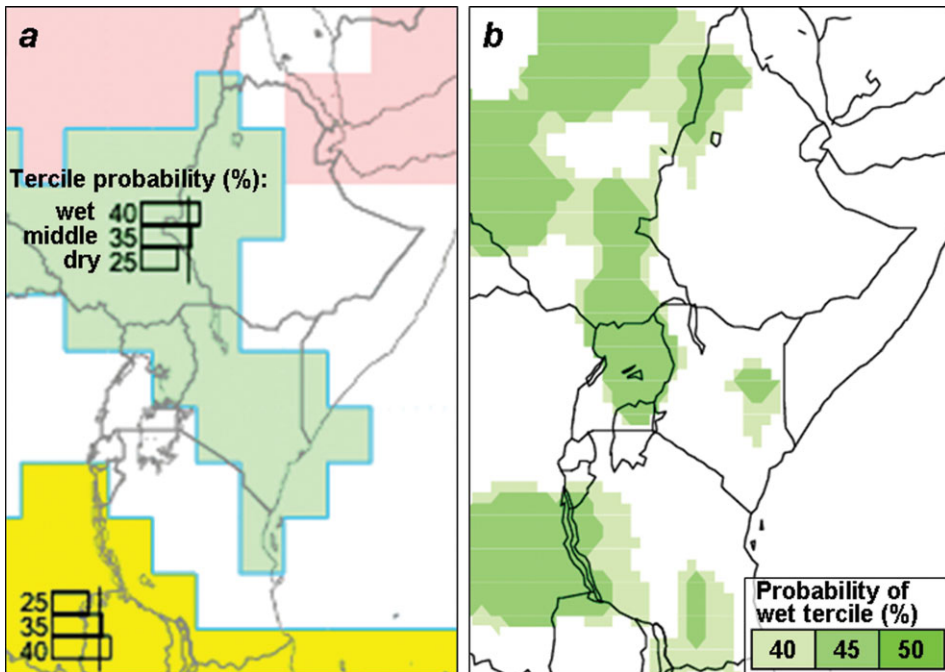 a
Tercile probability (%):
wet 40
middle 35
dry 25
25
35
40
b
Probability of
wet tercile (%)
40 45 50